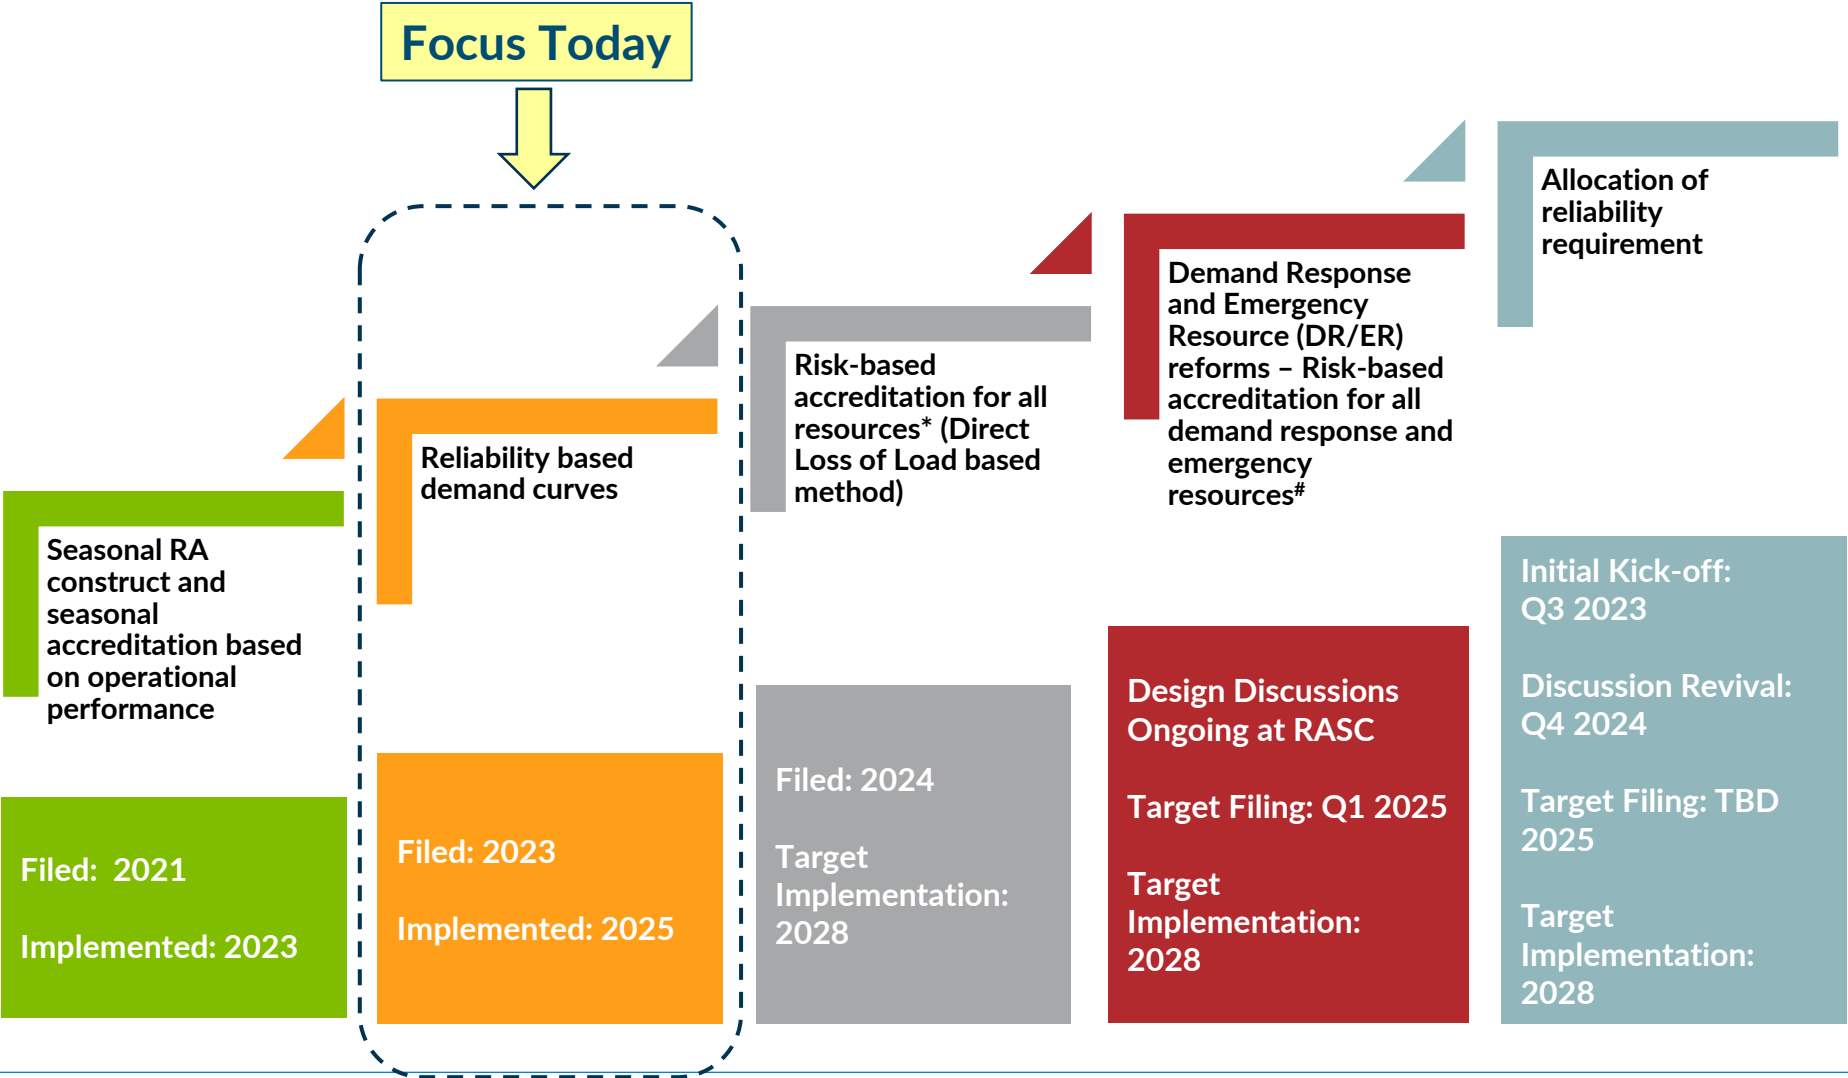 Focus Today
Seasonal RA
construct and
seasonal
accreditation based
on operational
performance
Filed:  2021
Implemented: 2023
Reliability based
demand curves
Filed: 2023
Implemented: 2025
Risk-based
accreditation for all
resources* (Direct
Loss of Load based
method)
Filed: 2024
Target
Implementation:
2028
Demand Response
and Emergency
Resource (DR/ER)
reforms – Risk-based
accreditation for all
demand response and
emergency
resources#
Design Discussions
Ongoing at RASC
Target Filing: Q1 2025
Target
Implementation:
2028
Allocation of
reliability
requirement
Initial Kick-off:
Q3 2023
Discussion Revival:
Q4 2024
Target Filing: TBD
2025
Target
Implementation:
2028